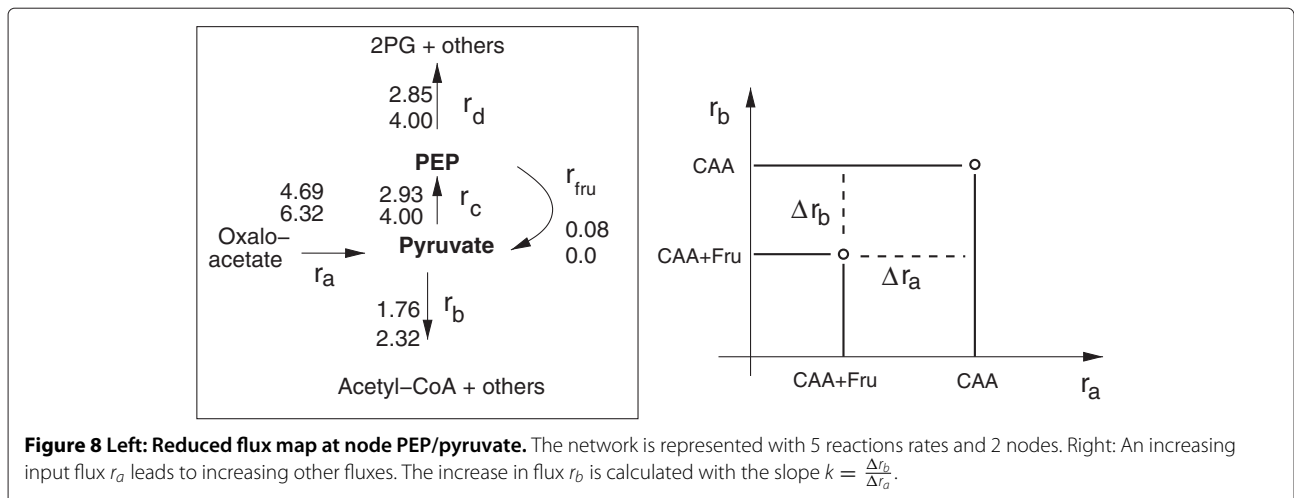 2PG + others
2.85
4.00
r_d
PEP
r_fru
4.69
6.32
2.93
4.00
r_c
0.08
0.0
Oxalo–
acetate
Pyruvate
r_a
1.76
2.32
r_b
Acetyl–CoA + others
r_b
CAA
Δr_b
CAA+Fru
Δr_a
CAA+Fru
CAA
r_a
Figure 8 Left: Reduced flux map at node PEP/pyruvate. The network is represented with 5 reactions rates and 2 nodes. Right: An increasing
input flux r_a leads to increasing other fluxes. The increase in flux r_b is calculated with the slope k = Δr_b/Δr_a.